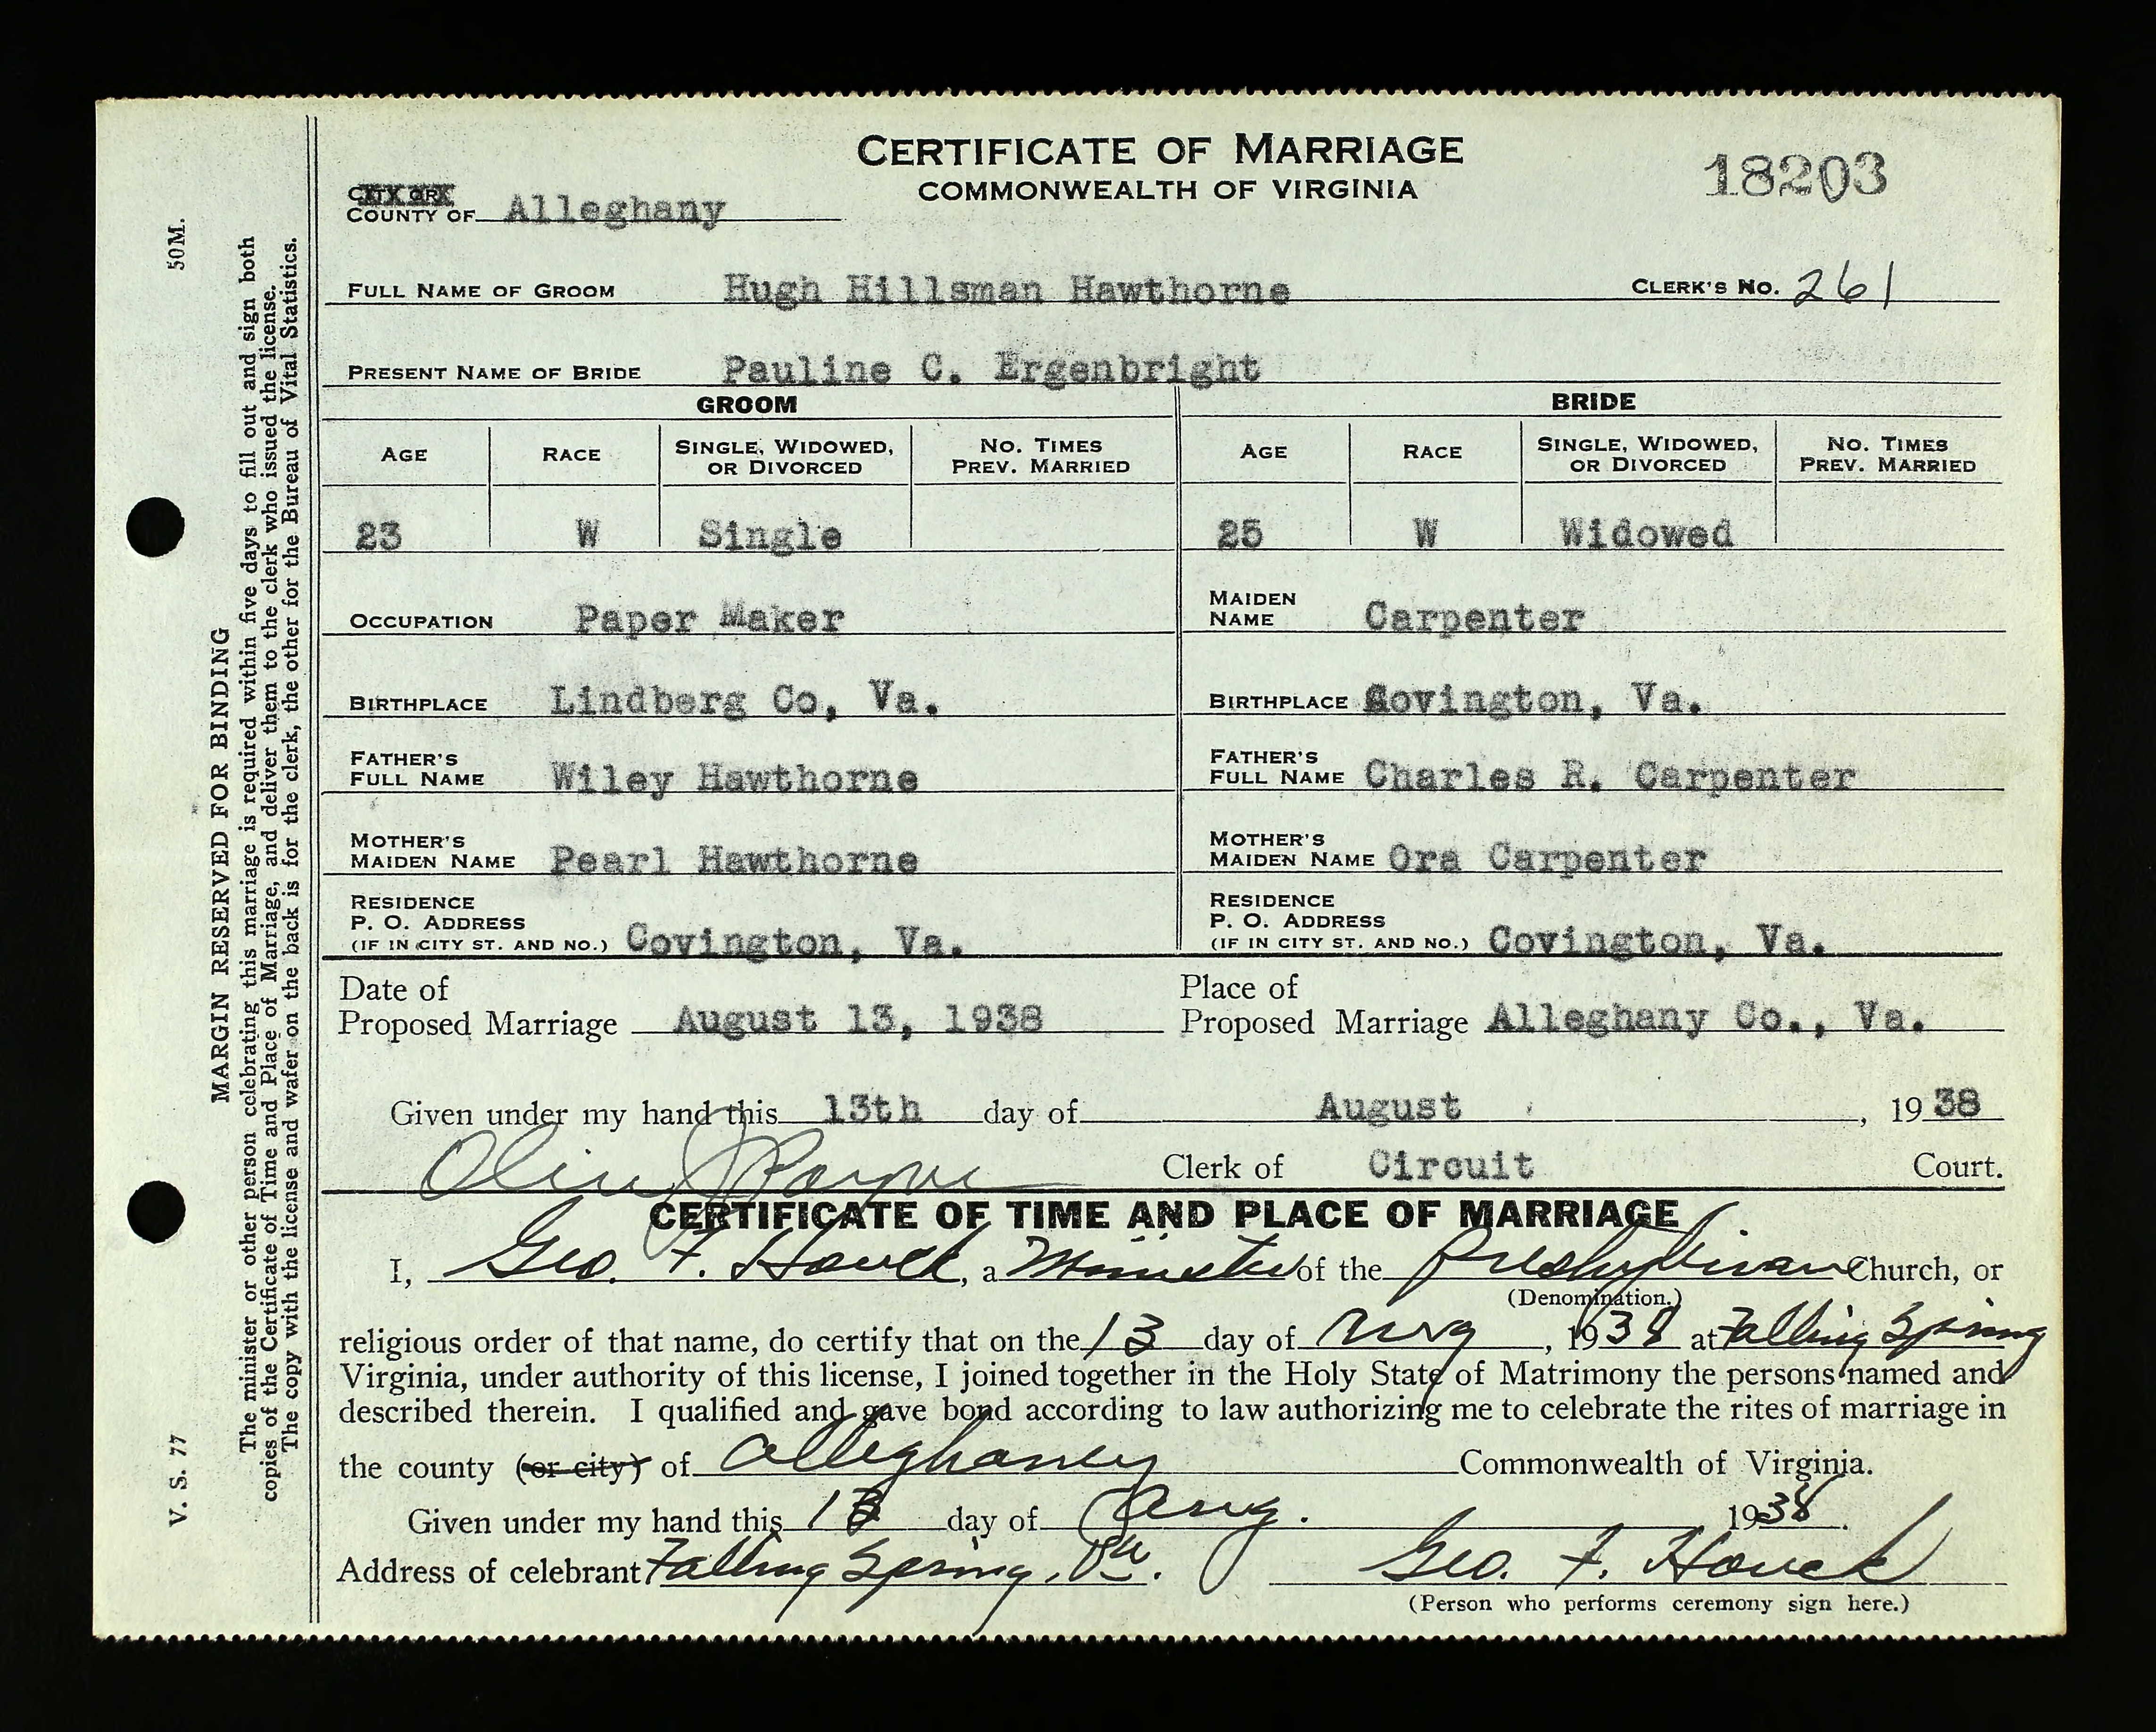 CERTIFICATE OF MARRIAGE
COMMONWEALTH OF VIRGINIA
18203
CITY OR
COUNTY OF Alleghany
FULL NAME OF GROOM Hugh Hillsman Hawthorne CLERK'S NO. 261
PRESENT NAME OF BRIDE Pauline C. Ergenbright
GROOM BRIDE
AGE RACE SINGLE, WIDOWED, OR DIVORCED NO. TIMES PREV. MARRIED AGE RACE SINGLE, WIDOWED, OR DIVORCED NO. TIMES PREV. MARRIED
23 W Single 25 W Widowed
OCCUPATION Paper Maker MAIDEN NAME Carpenter
BIRTHPLACE Lindberg Co, Va. BIRTHPLACE Covington, Va.
FATHER'S FULL NAME Wiley Hawthorne FATHER'S FULL NAME Charles R. Carpenter
MOTHER'S MAIDEN NAME Pearl Hawthorne MOTHER'S MAIDEN NAME Ora Carpenter
RESIDENCE P. O. ADDRESS (IF IN CITY ST. AND NO.) Covington, Va. RESIDENCE P. O. ADDRESS (IF IN CITY ST. AND NO.) Covington, Va.
Date of Proposed Marriage August 13, 1938 Place of Proposed Marriage Alleghany Co., Va.
Given under my hand this 13th day of August, 1938
Payne Clerk of Circuit Court.
CERTIFICATE OF TIME AND PLACE OF MARRIAGE
I, Geo. F. Houck, a Minister of the Presbyterian Church, or
(Denomination.)
religious order of that name, do certify that on the 13 day of Aug, 1938 at Falling Spring
Virginia, under authority of this license, I joined together in the Holy State of Matrimony the persons named and
described therein. I qualified and gave bond according to law authorizing me to celebrate the rites of marriage in
the county (or city) of Alleghaney Commonwealth of Virginia.
Given under my hand this 13 day of Aug. 1938.
Address of celebrant Falling Spring, Va. Geo. F. Houck
(Person who performs ceremony sign here.)
V. S. 77 50M.
MARGIN RESERVED FOR BINDING
The minister or other person celebrating this marriage is required within five days to fill out and sign both
copies of the Certificate of Time and Place of Marriage, and deliver them to the clerk who issued the license.
The copy with the license and wafer on the back is for the clerk, the other for the Bureau of Vital Statistics.